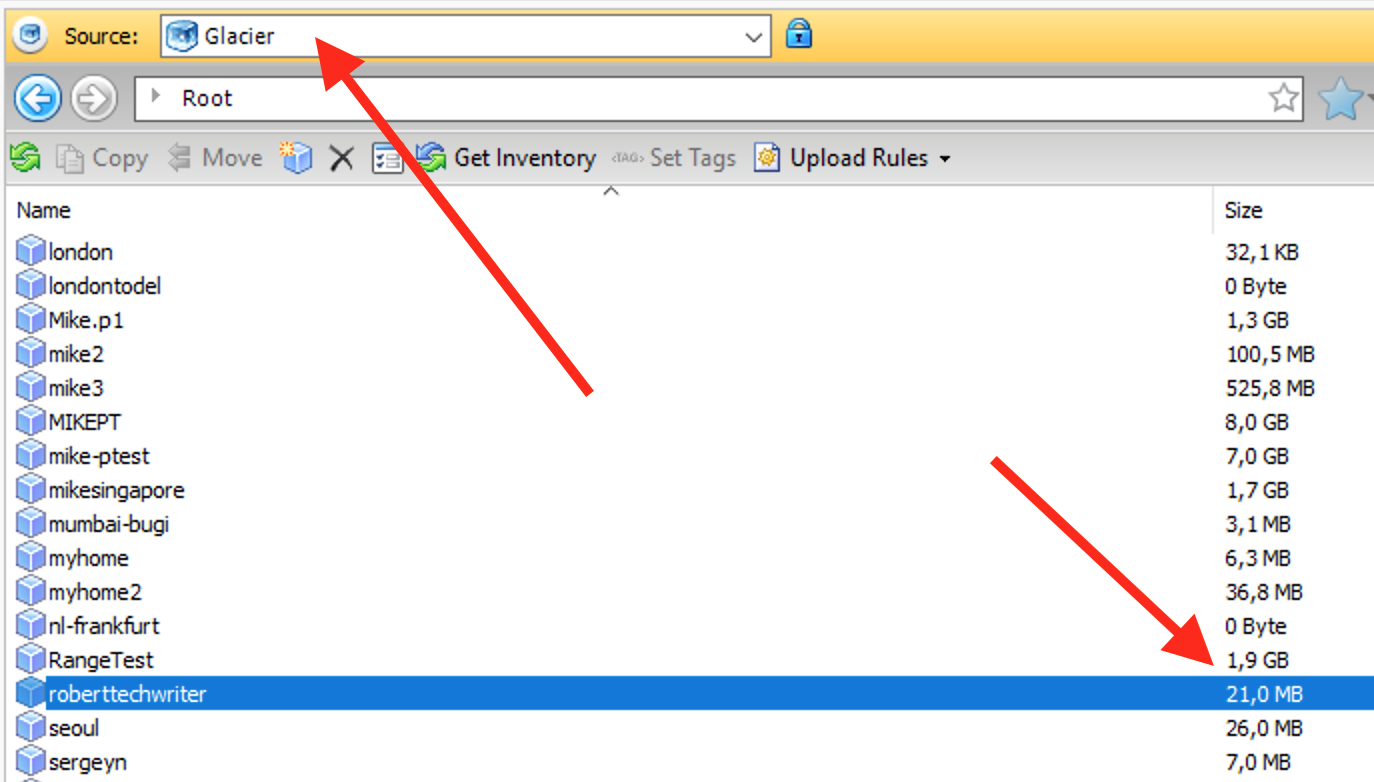 Source: Glacier
Root
Copy Move Get Inventory <TAG> Set Tags Upload Rules
Name Size
london 32,1 KB
londontodel 0 Byte
Mike.p1 1,3 GB
mike2 100,5 MB
mike3 525,8 MB
MIKEPT 8,0 GB
mike-ptest 7,0 GB
mikesingapore 1,7 GB
mumbai-bugi 3,1 MB
myhome 6,3 MB
myhome2 36,8 MB
nl-frankfurt 0 Byte
RangeTest 1,9 GB
roberttechwriter 21,0 MB
seoul 26,0 MB
sergeyn 7,0 MB